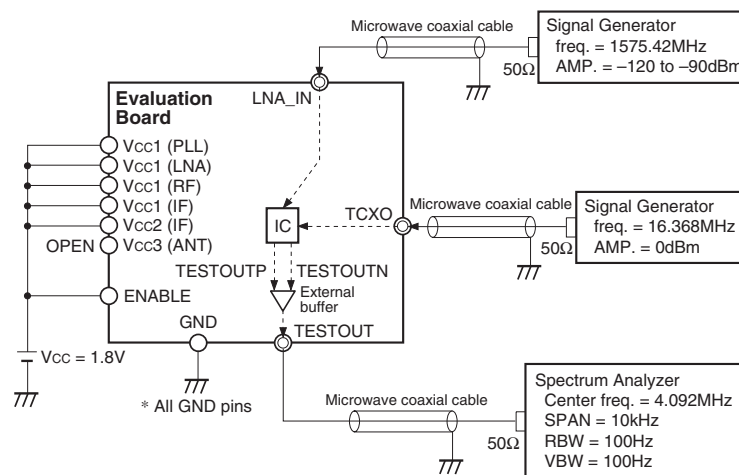 Microwave coaxial cable
Signal Generator
freq. = 1575.42MHz
AMP. = –120 to –90dBm
50Ω
Evaluation
Board
LNA_IN
VCC1 (PLL)
VCC1 (LNA)
VCC1 (RF)
VCC1 (IF)
VCC2 (IF)
OPEN
VCC3 (ANT)
ENABLE
IC
TCXO
Microwave coaxial cable
Signal Generator
freq. = 16.368MHz
AMP. = 0dBm
50Ω
TESTOUTP
TESTOUTN
External
buffer
GND
TESTOUT
VCC = 1.8V
* All GND pins
Microwave coaxial cable
Spectrum Analyzer
Center freq. = 4.092MHz
SPAN = 10kHz
RBW = 100Hz
VBW = 100Hz
50Ω